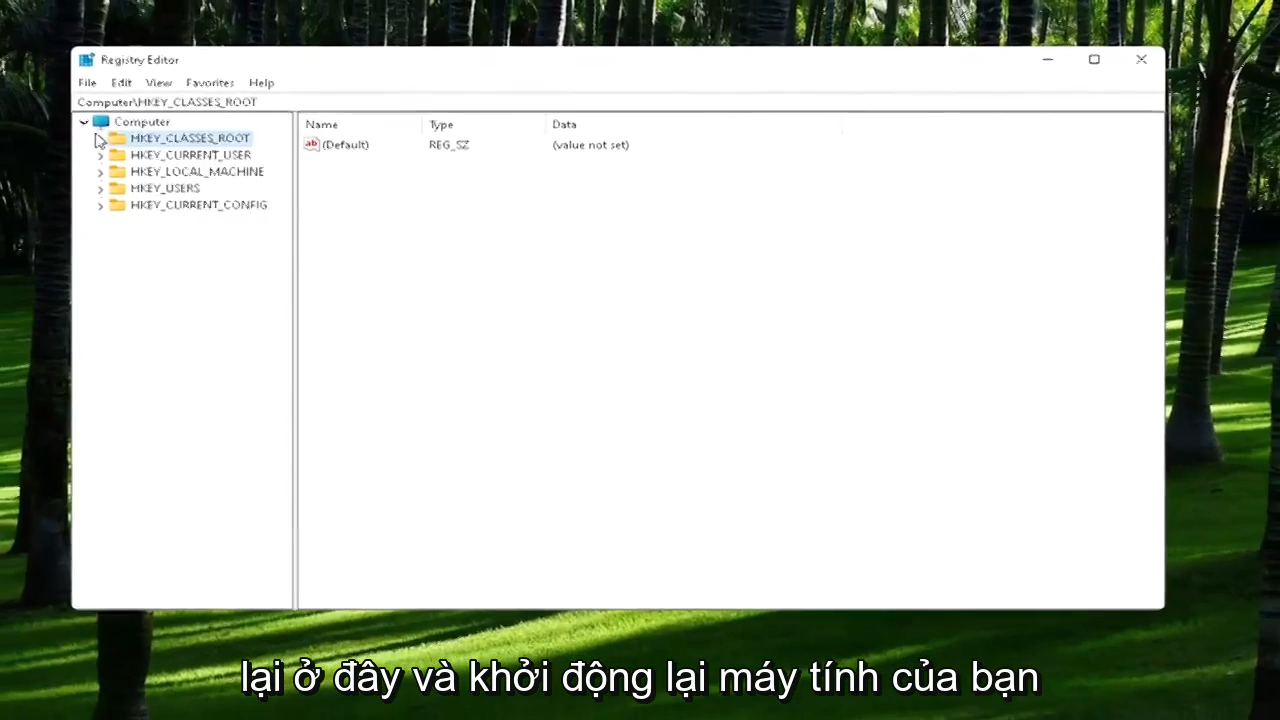 Registry Editor
File Edit View Favorites Help
Computer\HKEY_CLASSES_ROOT
Computer
HKEY_CLASSES_ROOT
HKEY_CURRENT_USER
HKEY_LOCAL_MACHINE
HKEY_USERS
HKEY_CURRENT_CONFIG
Name Type Data
ab (Default) REG_SZ (value not set)
lại ở đây và khởi động lại máy tính của bạn